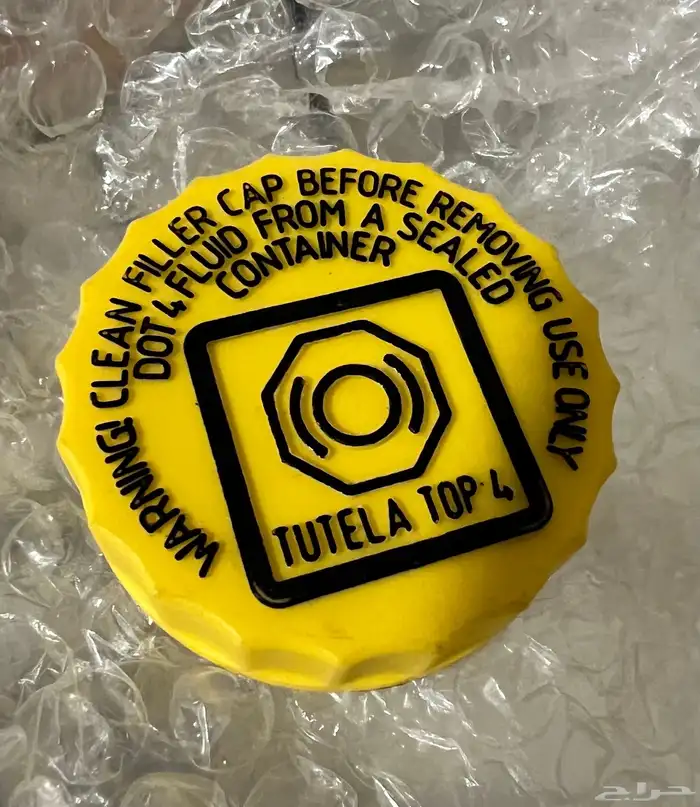 WARNING! CLEAN FILLER CAP BEFORE REMOVING USE ONLY
DOT 4 FLUID FROM A SEALED
CONTAINER
TUTELA TOP 4
حراج